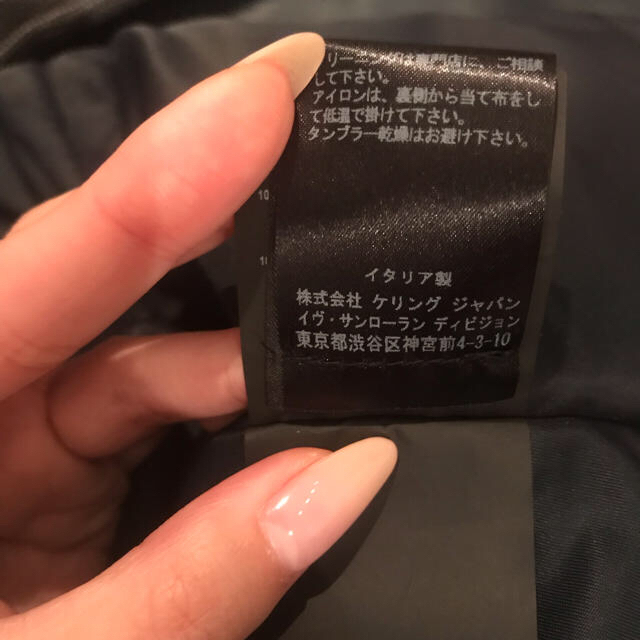 に、ご相談
して下さい。
アイロンは、裏側から当て布をし
て低温で掛けて下さい。
タンブラー乾燥はお避け下さい。
10
イタリア製
株式会社 ケリング ジャパン
イヴ・サンローラン ディビジョン
東京都渋谷区神宮前4-3-10